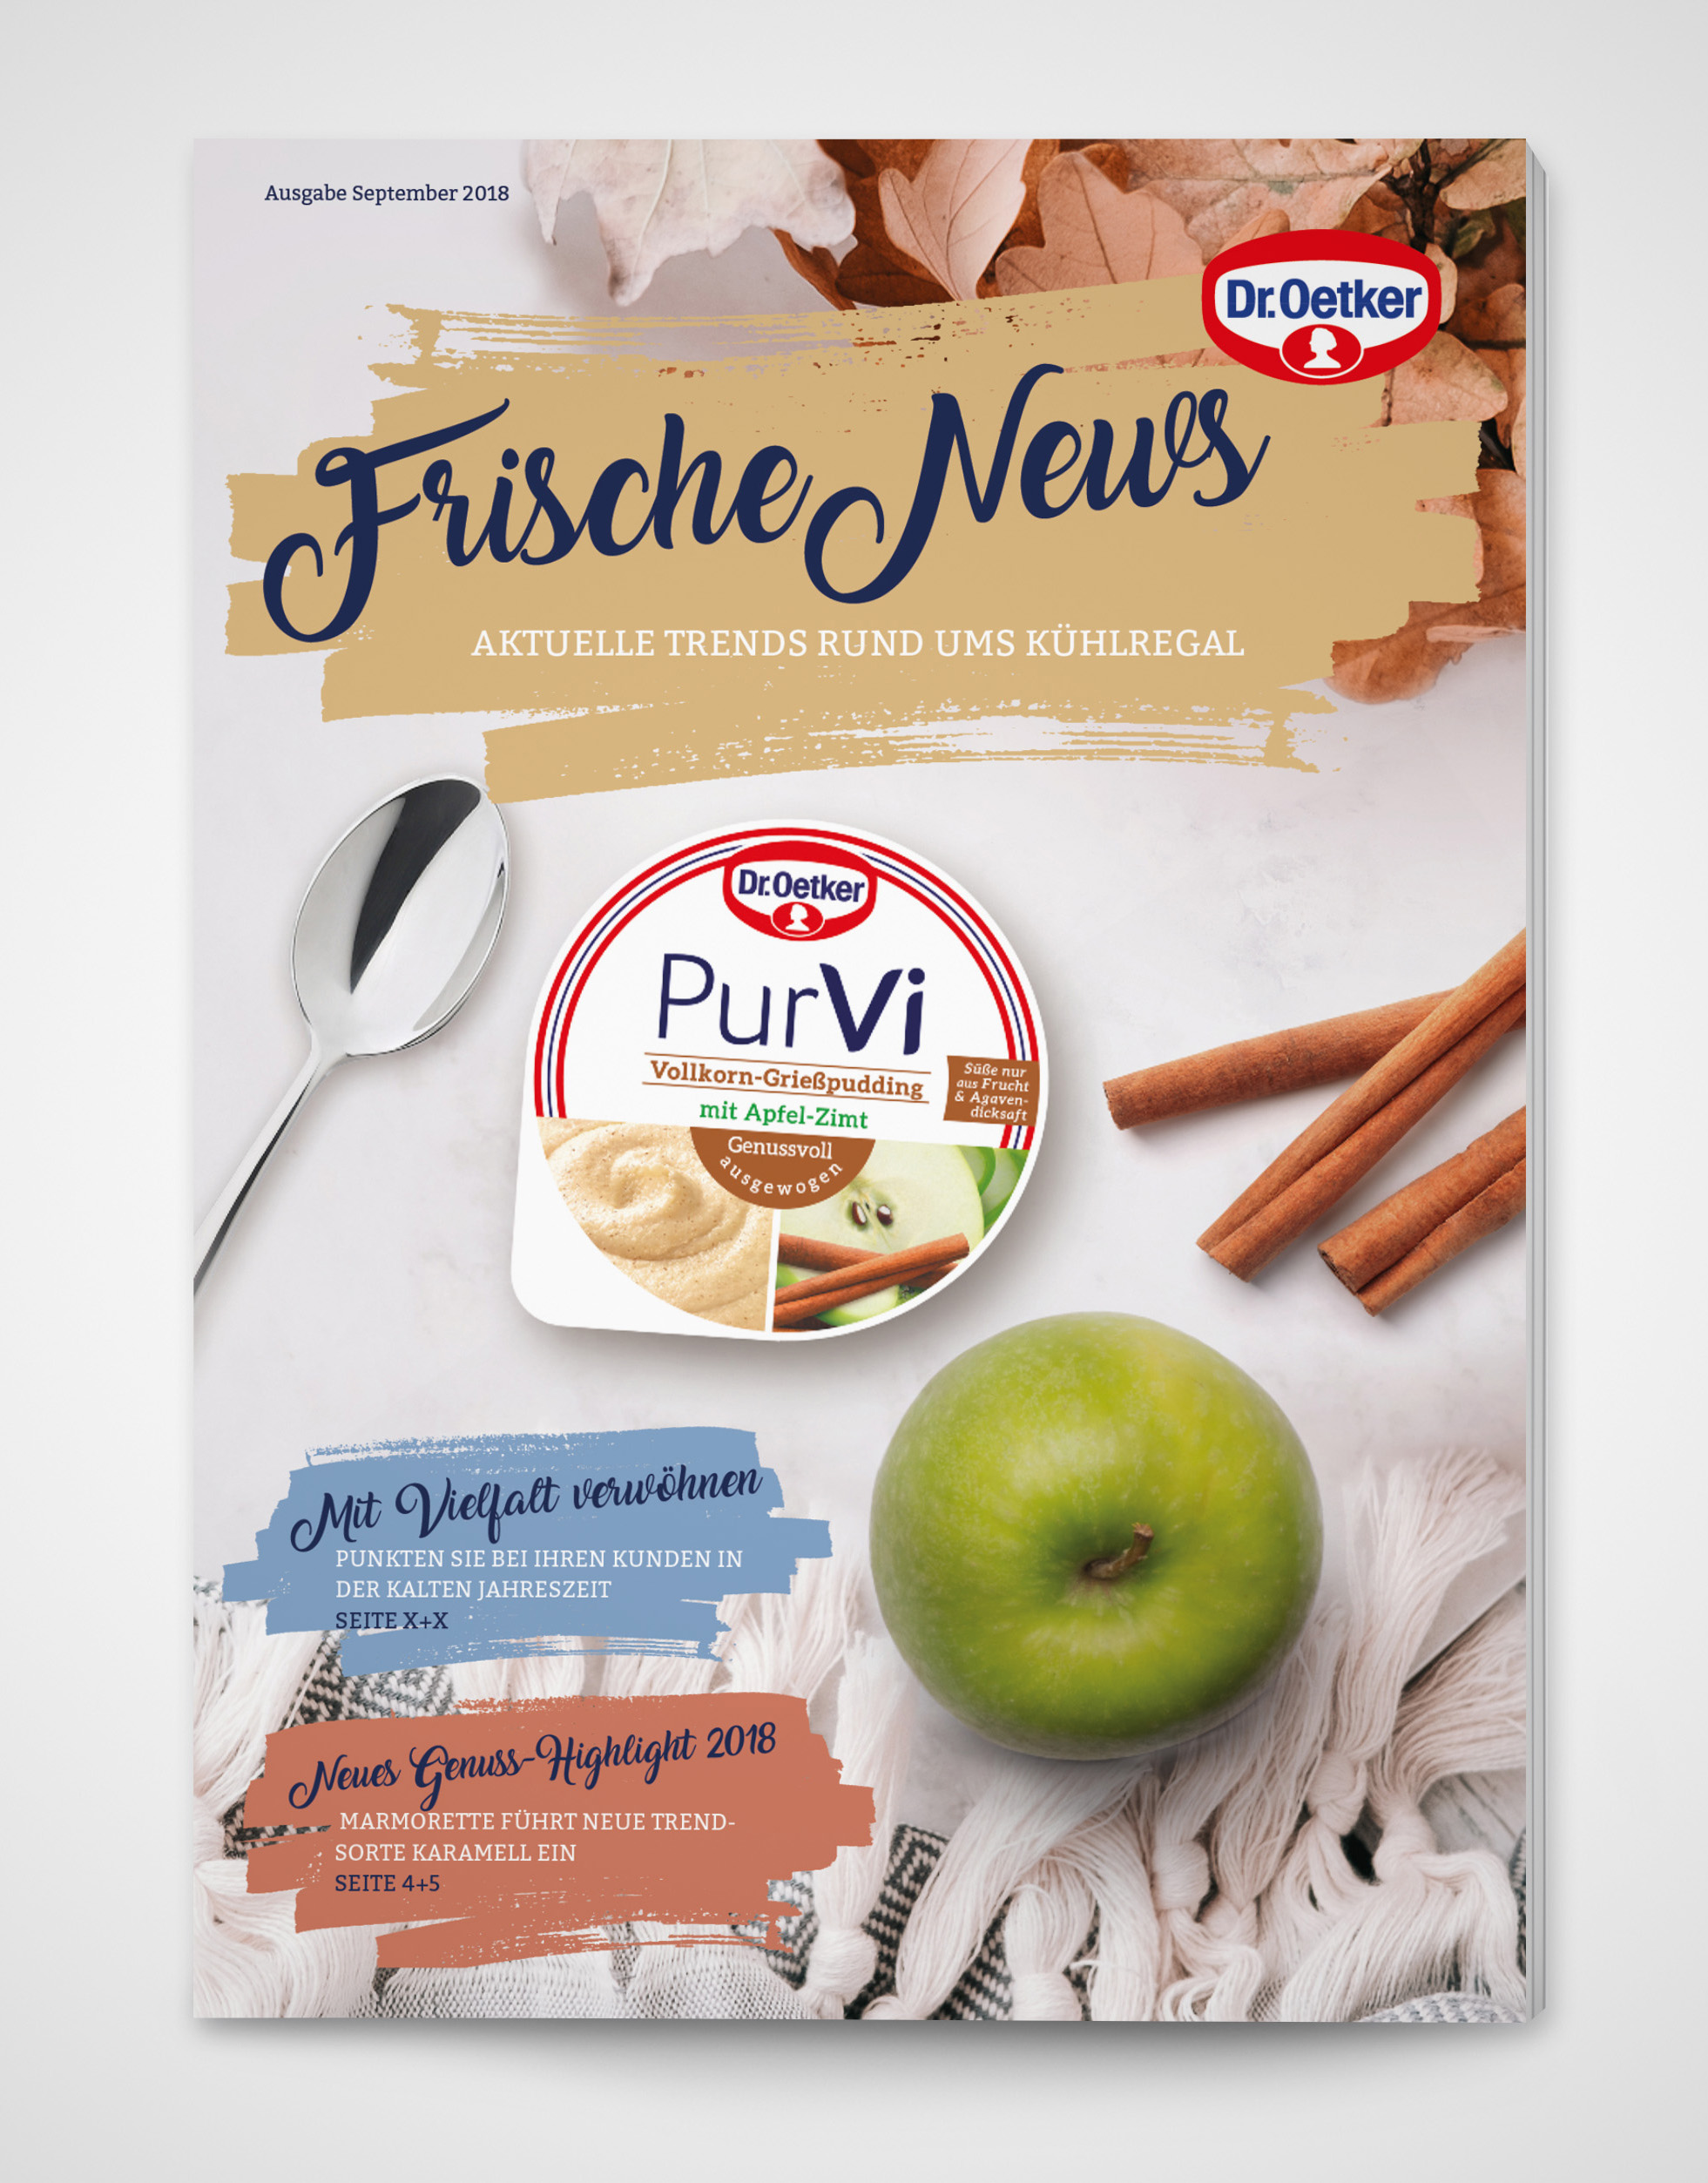 Ausgabe September 2018
Dr. Oetker
Frische News
AKTUELLE TRENDS RUND UMS KÜHLREGAL
Dr. Oetker
PurVi
Vollkorn-Grießpudding
mit Apfel-Zimt
Süße nur
aus Frucht
& Agaven-
dicksaft
Genussvoll
ausgewogen
Mit Vielfalt verwöhnen
PUNKTEN SIE BEI IHREN KUNDEN IN
DER KALTEN JAHRESZEIT
SEITE X+X
Neues Genuss-Highlight 2018
MARMORETTE FÜHRT NEUE TREND-
SORTE KARAMELL EIN
SEITE 4+5